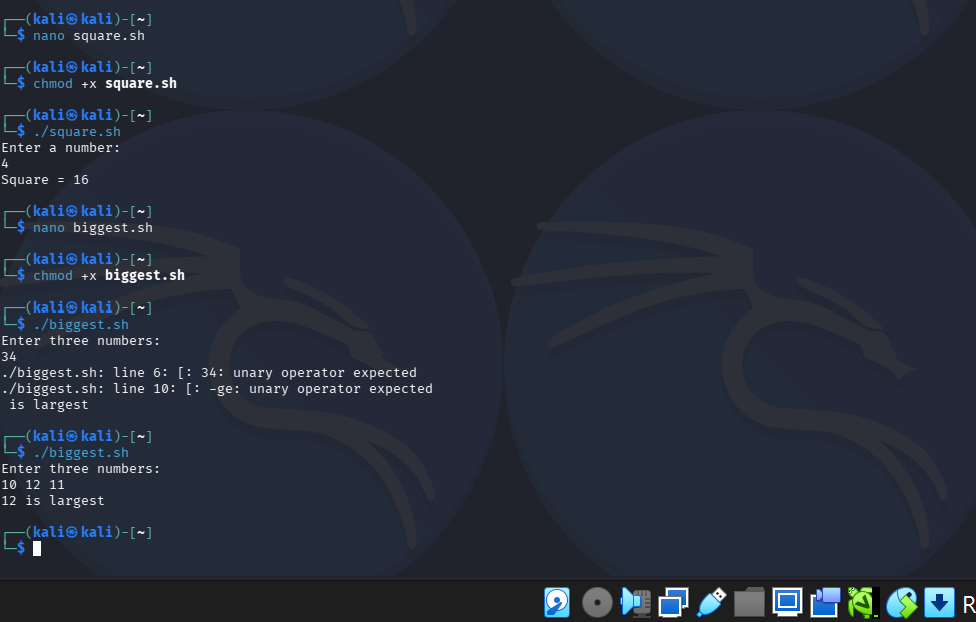 ┌──(kali㉿kali)-[~]
└─$ nano square.sh
┌──(kali㉿kali)-[~]
└─$ chmod +x square.sh
┌──(kali㉿kali)-[~]
└─$ ./square.sh
Enter a number:
4
Square = 16
┌──(kali㉿kali)-[~]
└─$ nano biggest.sh
┌──(kali㉿kali)-[~]
└─$ chmod +x biggest.sh
┌──(kali㉿kali)-[~]
└─$ ./biggest.sh
Enter three numbers:
34
./biggest.sh: line 6: [: 34: unary operator expected
./biggest.sh: line 10: [: -ge: unary operator expected
 is largest
┌──(kali㉿kali)-[~]
└─$ ./biggest.sh
Enter three numbers:
10 12 11
12 is largest
┌──(kali㉿kali)-[~]
└─$
R